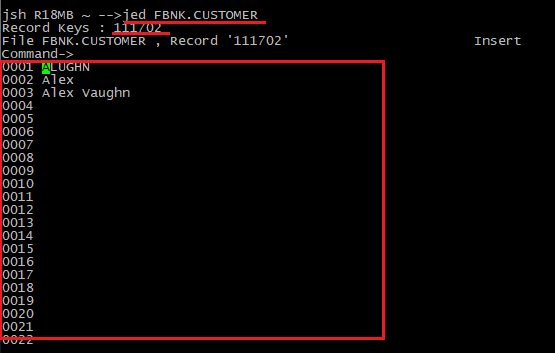 jsh R18MB ~ -->jed FBNK.CUSTOMER
Record Keys : 111702
File FBNK.CUSTOMER , Record '111702' Insert
Command->
0001 ALUGHN
0002 Alex
0003 Alex Vaughn
0004
0005
0006
0007
0008
0009
0010
0011
0012
0013
0014
0015
0016
0017
0018
0019
0020
0021
0022